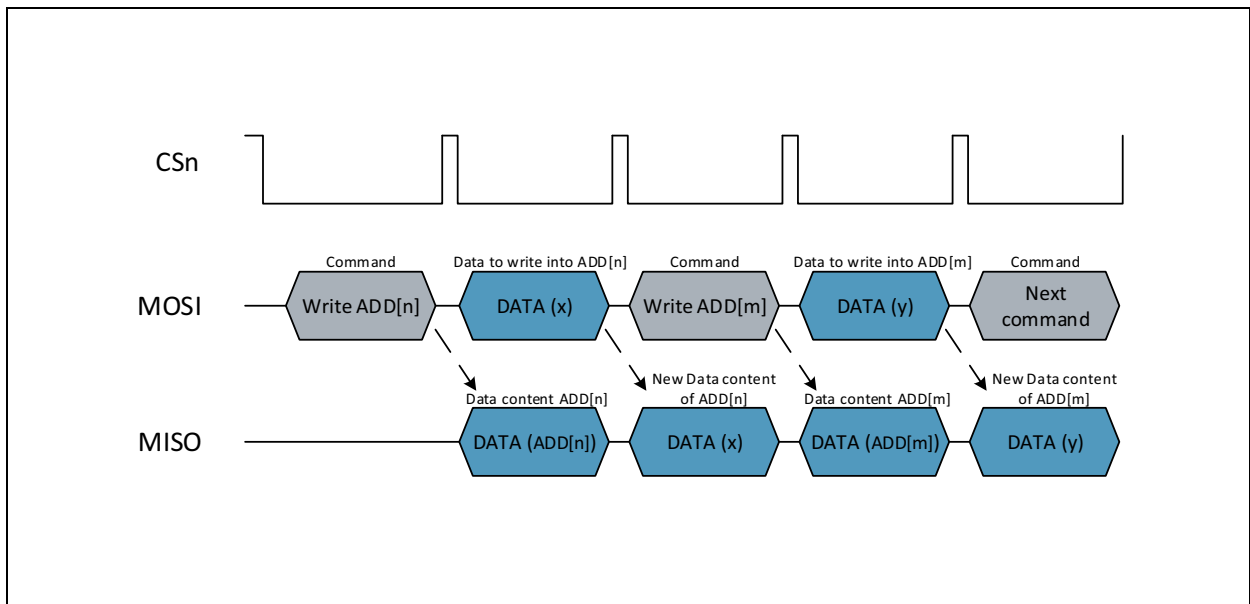 CSn
Command
Data to write into ADD[n]
Command
Data to write into ADD[m]
Command
MOSI
Write ADD[n]
DATA (x)
Write ADD[m]
DATA (y)
Next
command
Data content ADD[n]
New Data content
of ADD[n]
Data content ADD[m]
New Data content
of ADD[m]
MISO
DATA (ADD[n])
DATA (x)
DATA (ADD[m])
DATA (y)